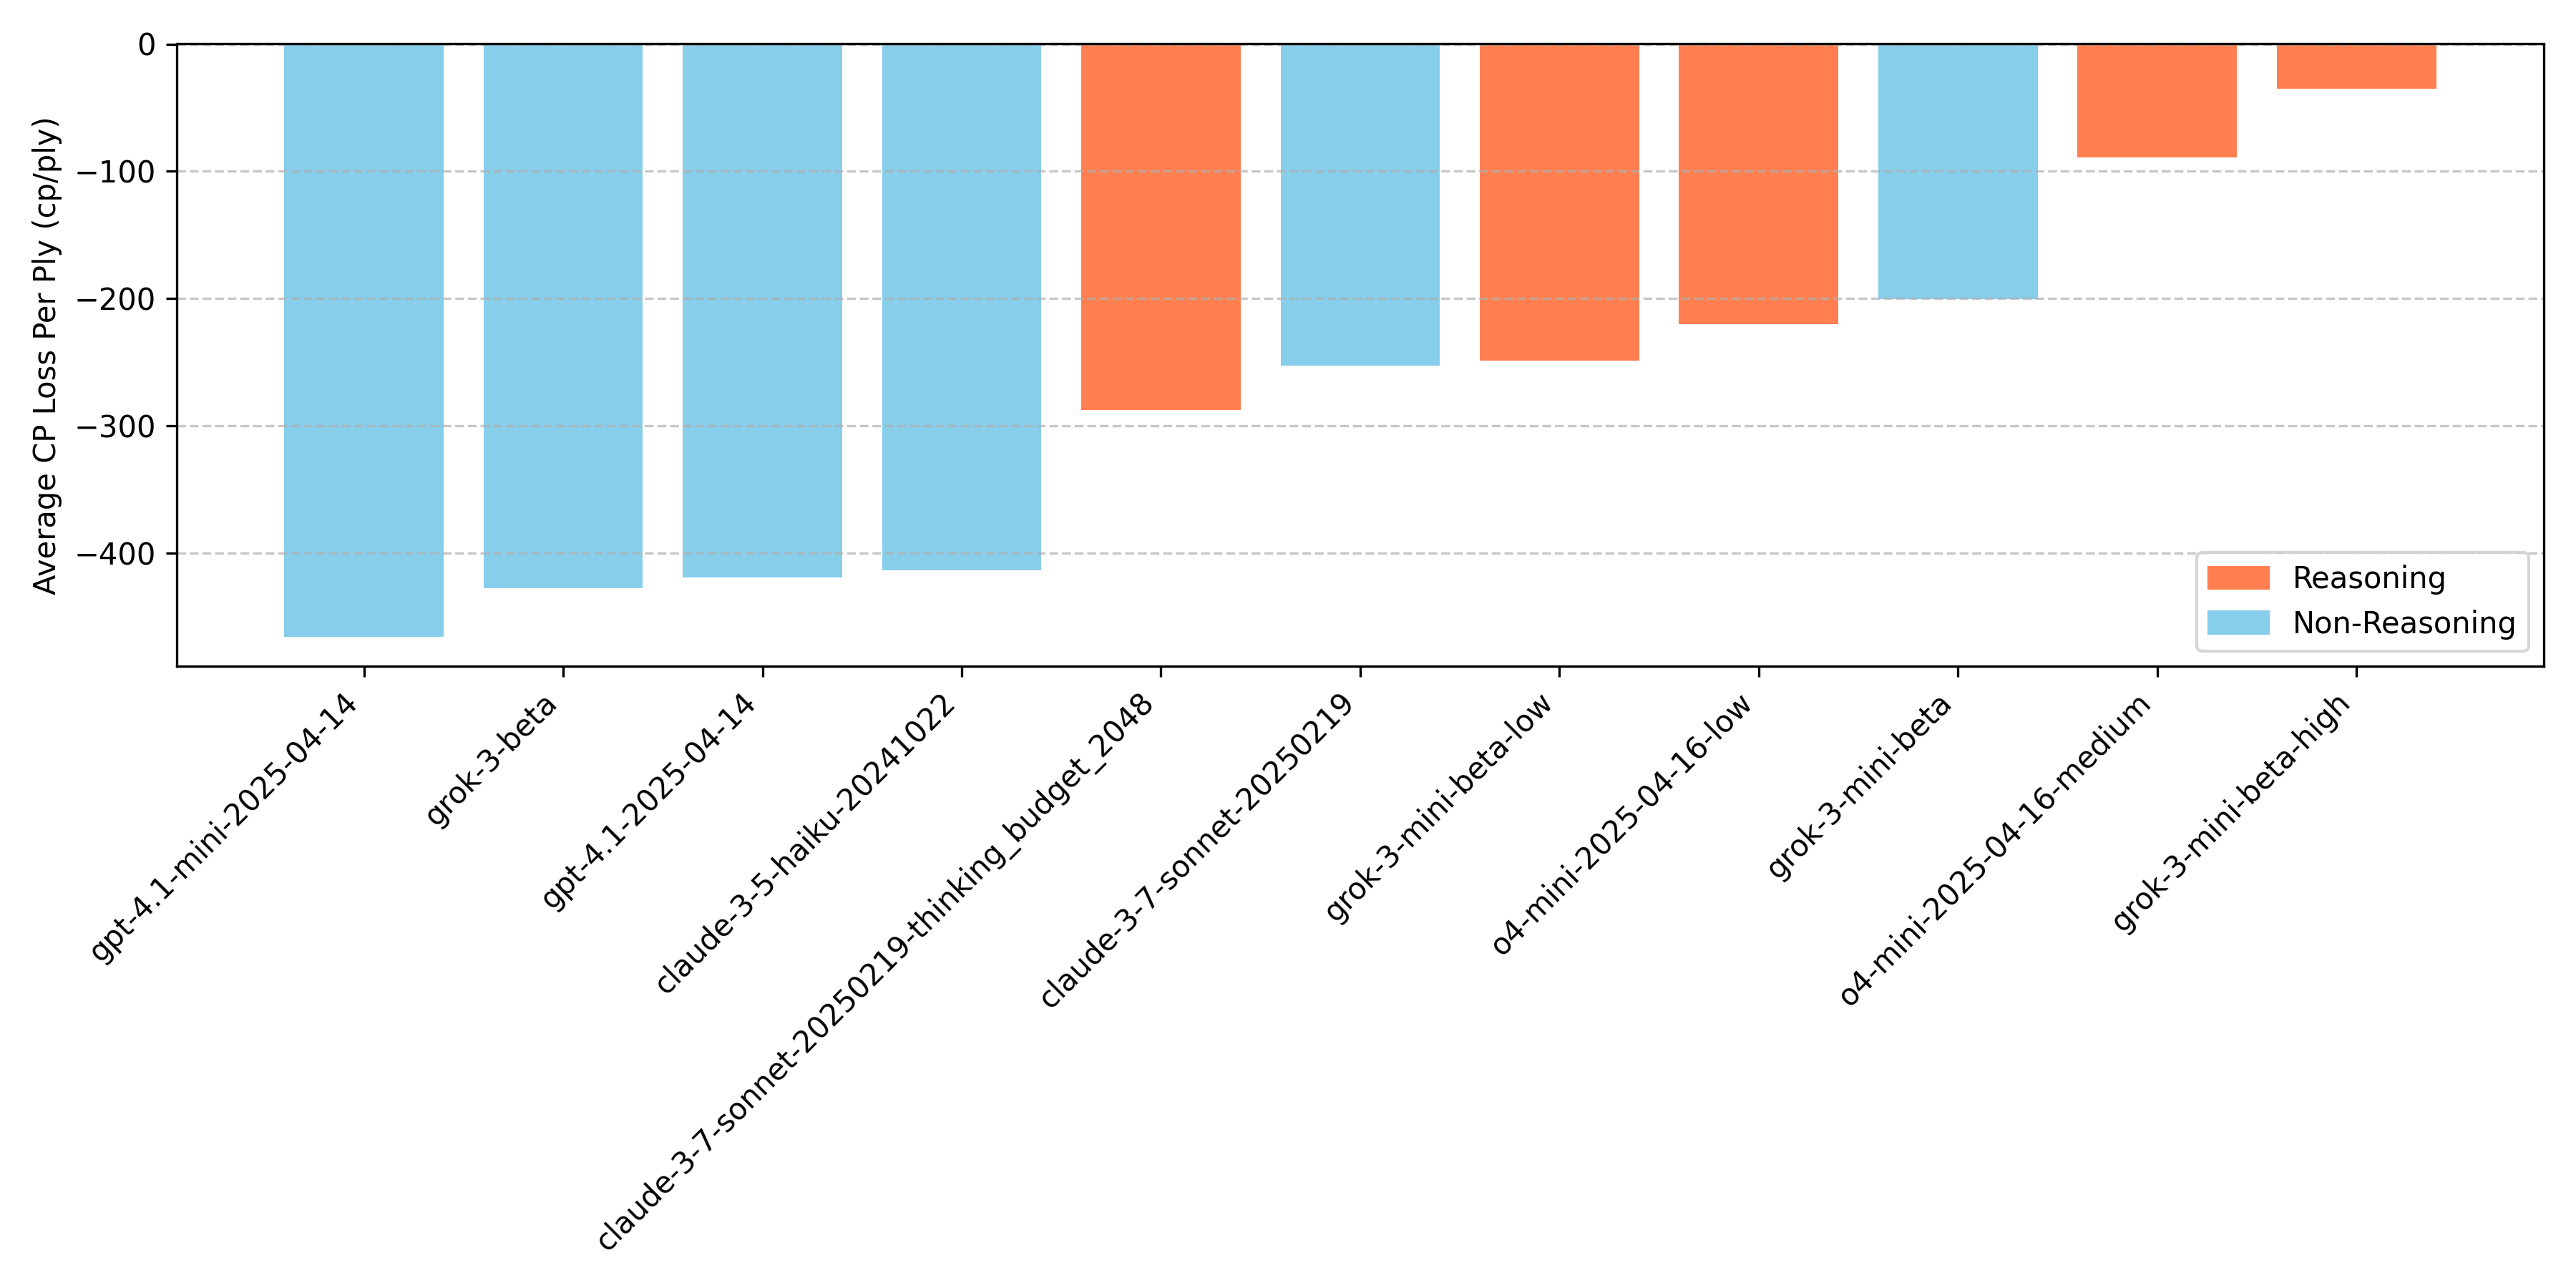 0
−100
−200
−300
−400
Average CP Loss Per Ply (cp/ply)
Reasoning
Non-Reasoning
gpt-4.1-mini-2025-04-14
grok-3-beta
gpt-4.1-2025-04-14
claude-3-5-haiku-20241022
claude-3-7-sonnet-20250219-thinking_budget_2048
claude-3-7-sonnet-20250219
grok-3-mini-beta-low
o4-mini-2025-04-16-low
grok-3-mini-beta
o4-mini-2025-04-16-medium
grok-3-mini-beta-high